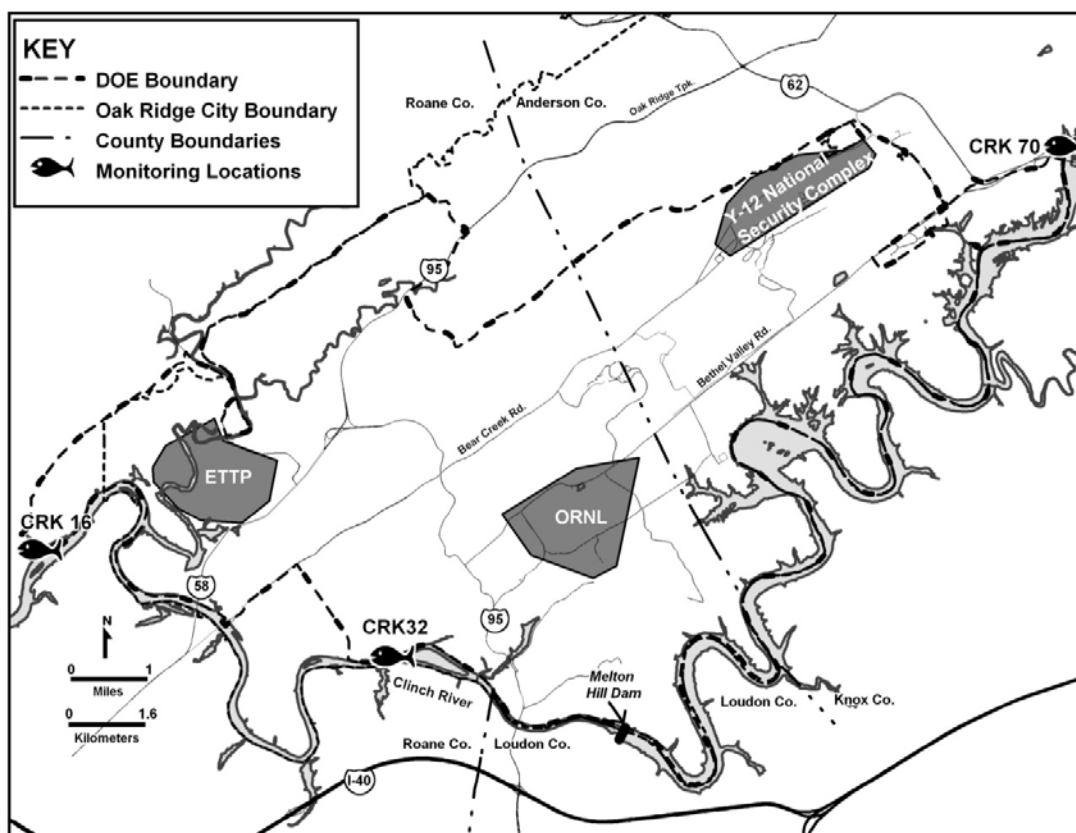 KEY
DOE Boundary
Oak Ridge City Boundary
County Boundaries
Monitoring Locations
Roane Co.
Anderson Co.
Oak Ridge Tpk.
62
CRK 70
Y-12 National
Security Complex
95
Bethel Valley Rd.
Bear Creek Rd.
ETTP
ORNL
CRK 16
58
95
N
0 1
Miles
0 1.6
Kilometers
CRK32
Clinch River
Melton
Hill Dam
Loudon Co.
Knox Co.
Roane Co.
Loudon Co.
I-40